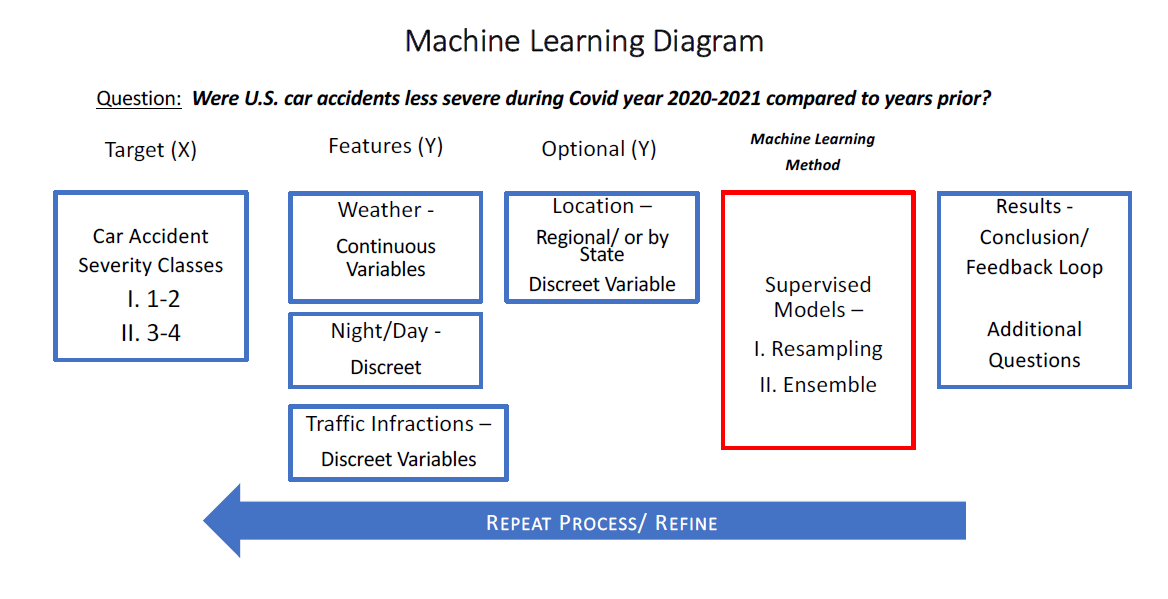 Machine Learning Diagram
Question: Were U.S. car accidents less severe during Covid year 2020-2021 compared to years prior?
Target (X)
Car Accident
Severity Classes
I. 1-2
II. 3-4
Features (Y)
Weather -
Continuous
Variables
Night/Day -
Discreet
Traffic Infractions –
Discreet Variables
Optional (Y)
Location –
Regional/ or by
State
Discreet Variable
Machine Learning
Method
Supervised
Models –
I. Resampling
II. Ensemble
Results -
Conclusion/
Feedback Loop
Additional
Questions
REPEAT PROCESS/ REFINE